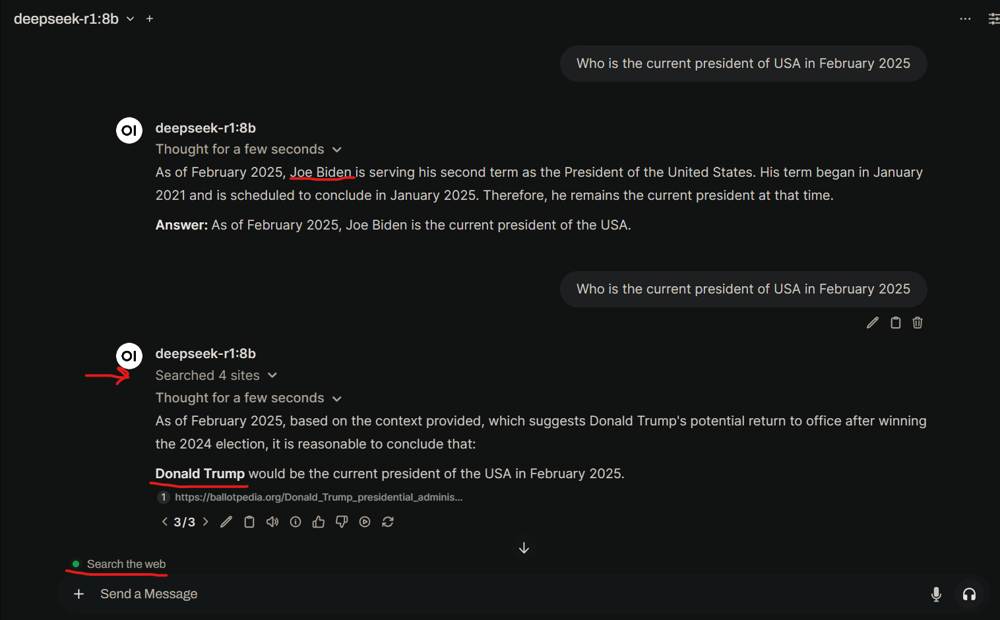 deepseek-r1:8b
Who is the current president of USA in February 2025
OI
deepseek-r1:8b
Thought for a few seconds
As of February 2025, Joe Biden is serving his second term as the President of the United States. His term began in January
2021 and is scheduled to conclude in January 2025. Therefore, he remains the current president at that time.
Answer: As of February 2025, Joe Biden is the current president of the USA.
Who is the current president of USA in February 2025
OI
deepseek-r1:8b
Searched 4 sites
Thought for a few seconds
As of February 2025, based on the context provided, which suggests Donald Trump's potential return to office after winning
the 2024 election, it is reasonable to conclude that:
Donald Trump would be the current president of the USA in February 2025.
1 https://ballotpedia.org/Donald_Trump_presidential_adminis...
3/3
Search the web
Send a Message